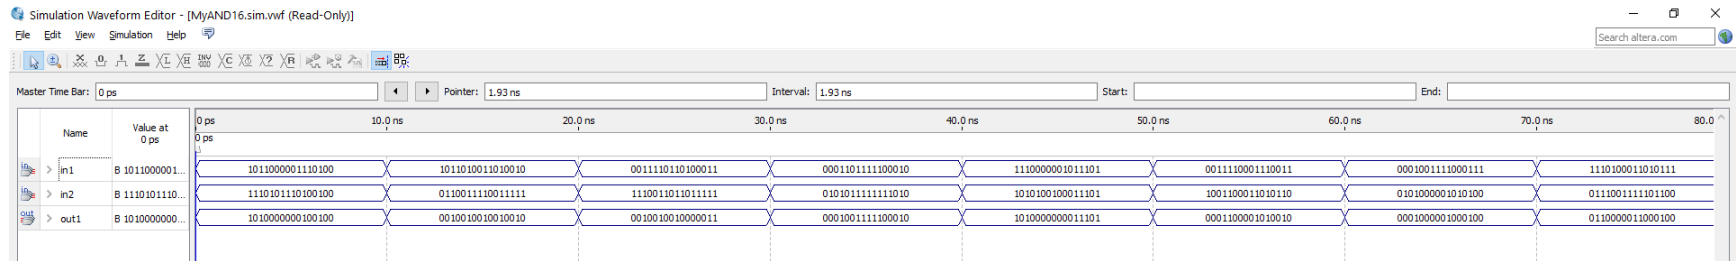 Simulation Waveform Editor - [MyAND16.sim.vwf (Read-Only)]
File Edit View Simulation Help
Search altera.com
Master Time Bar: 0 ps Pointer: 1.93 ns Interval: 1.93 ns Start: End:
Name Value at 0 ps 0 ps 10.0 ns 20.0 ns 30.0 ns 40.0 ns 50.0 ns 60.0 ns 70.0 ns 80.0
0 ps
in1 B 1011000001... 1011000001110100 1011010011010010 0011110110100011 0001101111100010 1110000001011101 0011110001110011 0001001111000111 1110100011010111
in2 B 1110101110... 1110101110100100 0110011110011111 1110011011011111 0101011111111010 1010100100011101 1001100011010110 0101000001010100 0111001111101100
out1 B 1010000000... 1010000000100100 0010010010010010 0010010010000011 0001001111100010 1010000000011101 0001100001010010 0001000001000100 0110000011000100